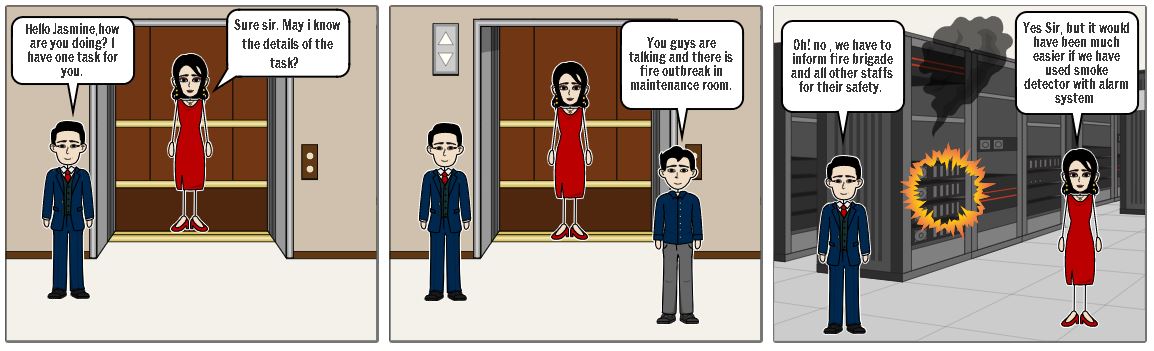 Hello Jasmine,how
are you doing? I
have one task for
you.
Sure sir. May i know
the details of the
task?
You guys are
talking and there is
fire outbreak in
maintenance room.
Oh! no , we have to
inform fire brigade
and all other staffs
for their safety.
Yes Sir, but it would
have been much
easier if we have
used smoke
detector with alarm
system